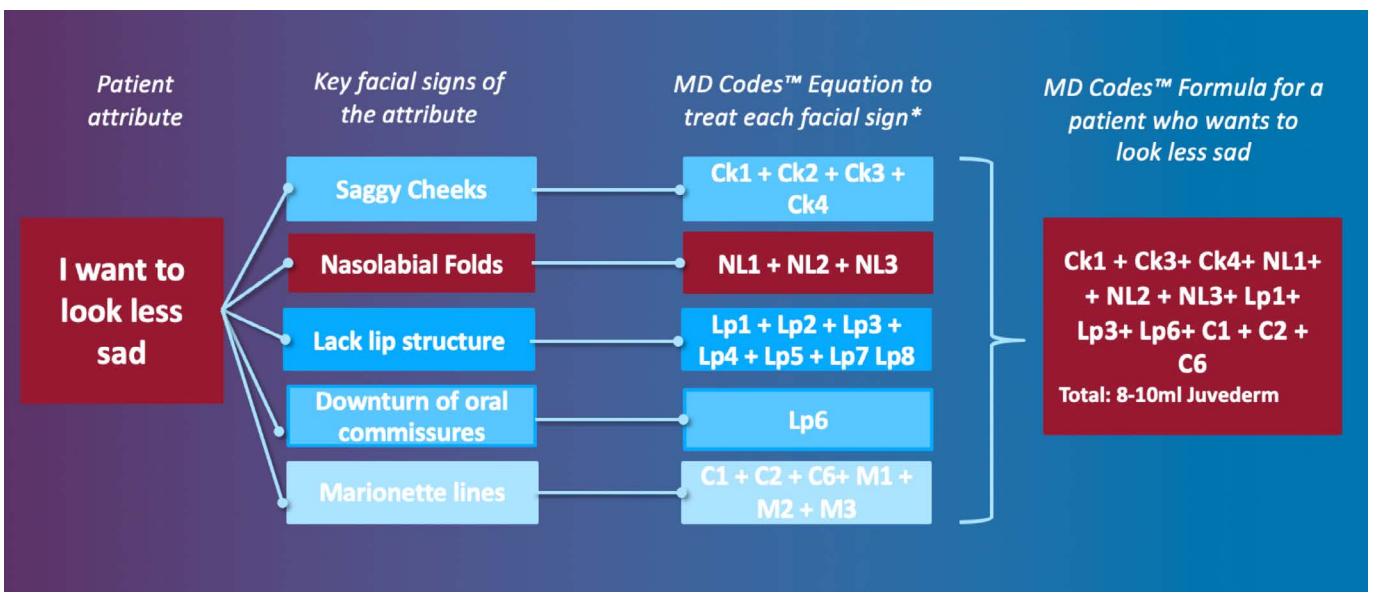 Patient
attribute
Key facial signs of
the attribute
MD Codes™ Equation to
treat each facial sign*
MD Codes™ Formula for a
patient who wants to
look less sad
I want to
look less
sad
Saggy Cheeks
Ck1 + Ck2 + Ck3 +
Ck4
Nasolabial Folds
NL1 + NL2 + NL3
Lack lip structure
Lp1 + Lp2 + Lp3 +
Lp4 + Lp5 + Lp7 Lp8
Downturn of oral
commissures
Lp6
Marionette lines
C1 + C2 + C6+ M1 +
M2 + M3
Ck1 + Ck3+ Ck4+ NL1+
+ NL2 + NL3+ Lp1+
Lp3+ Lp6+ C1 + C2 +
C6
Total: 8-10ml Juvederm